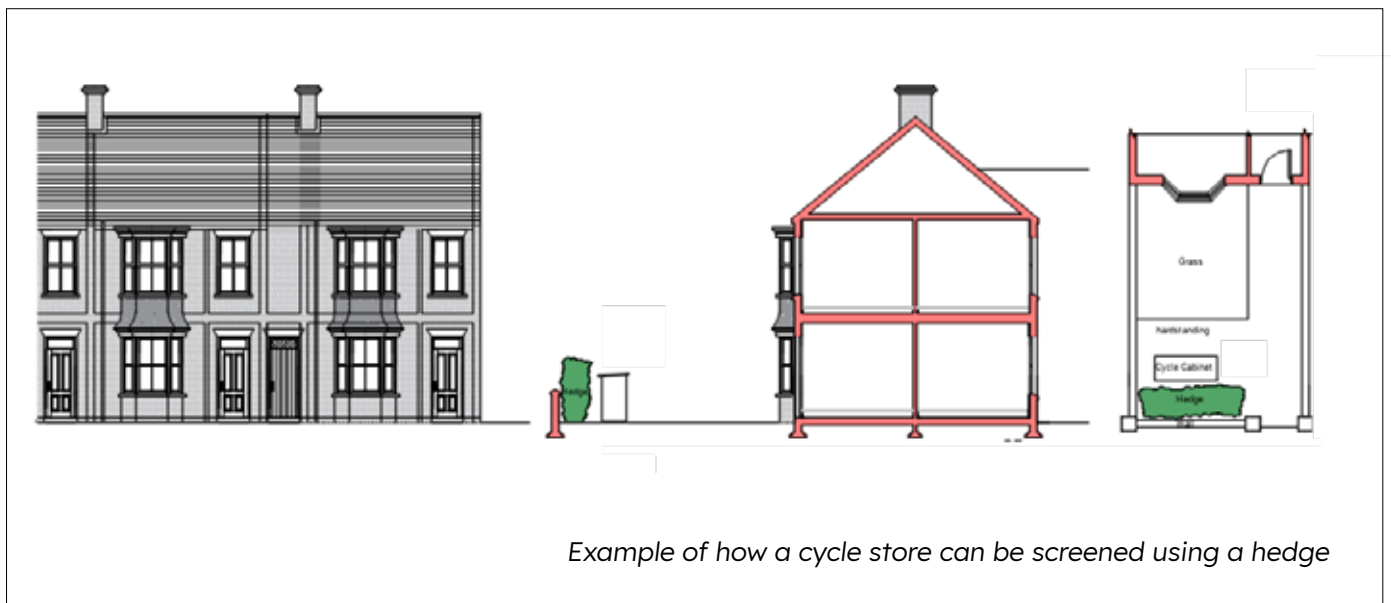 Hedge
Grass
hardstanding
Cycle Cabinet
Hedge
Example of how a cycle store can be screened using a hedge